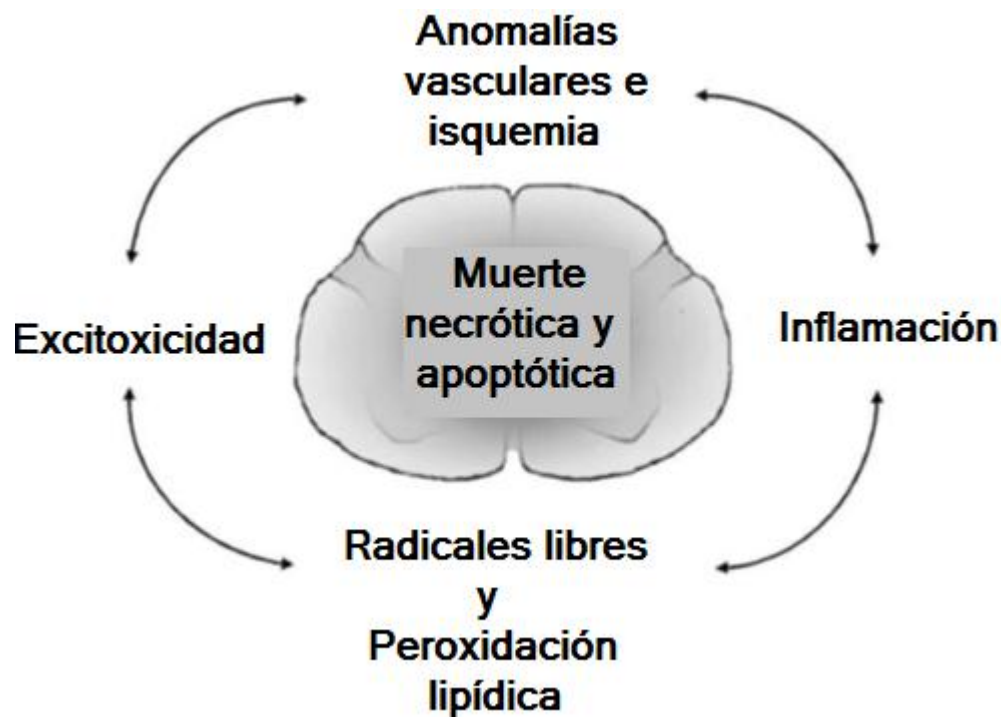 Anomalías
vasculares e
isquemia
Muerte
necrótica y
apoptótica
Excitoxicidad
Inflamación
Radicales libres
y
Peroxidación
lipídica